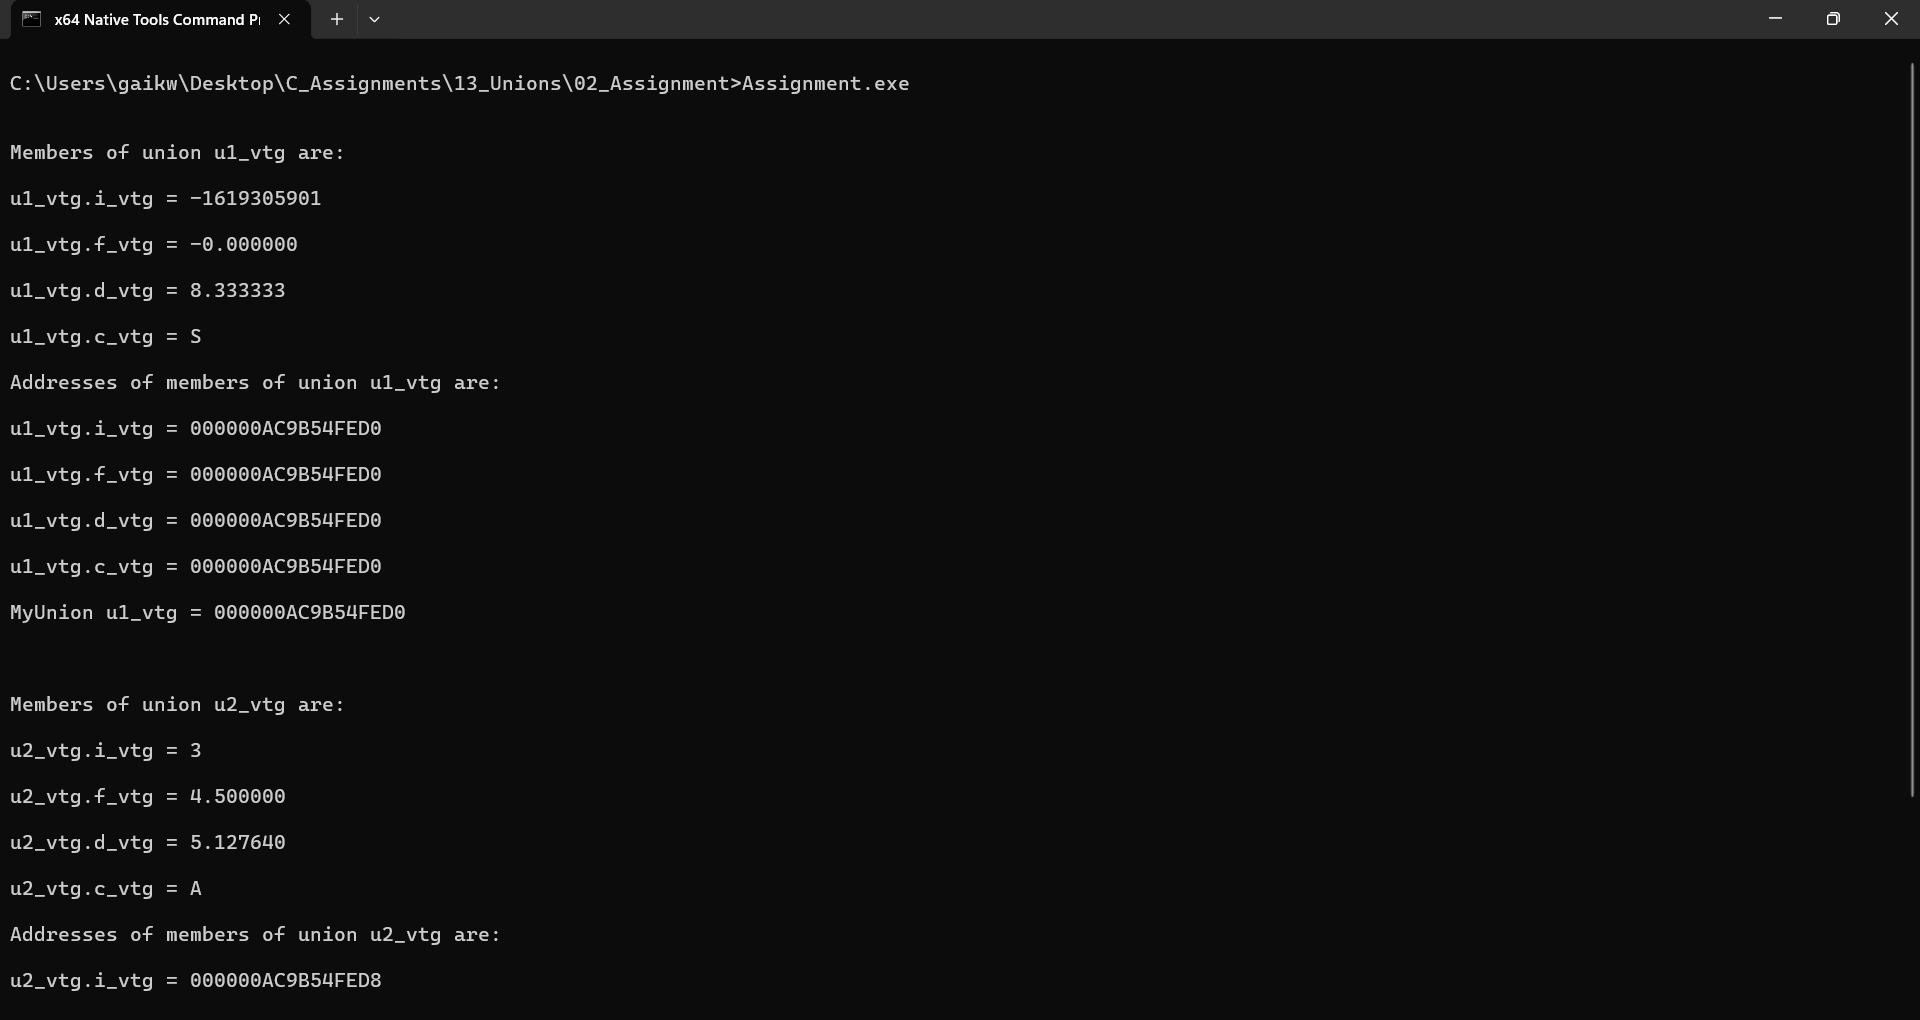 x64 Native Tools Command P
C:\Users\gaikw\Desktop\C_Assignments\13_Unions\02_Assignment>Assignment.exe
Members of union u1_vtg are:
u1_vtg.i_vtg = -1619305901
u1_vtg.f_vtg = -0.000000
u1_vtg.d_vtg = 8.333333
u1_vtg.c_vtg = S
Addresses of members of union u1_vtg are:
u1_vtg.i_vtg = 000000AC9B54FED0
u1_vtg.f_vtg = 000000AC9B54FED0
u1_vtg.d_vtg = 000000AC9B54FED0
u1_vtg.c_vtg = 000000AC9B54FED0
MyUnion u1_vtg = 000000AC9B54FED0
Members of union u2_vtg are:
u2_vtg.i_vtg = 3
u2_vtg.f_vtg = 4.500000
u2_vtg.d_vtg = 5.127640
u2_vtg.c_vtg = A
Addresses of members of union u2_vtg are:
u2_vtg.i_vtg = 000000AC9B54FED8